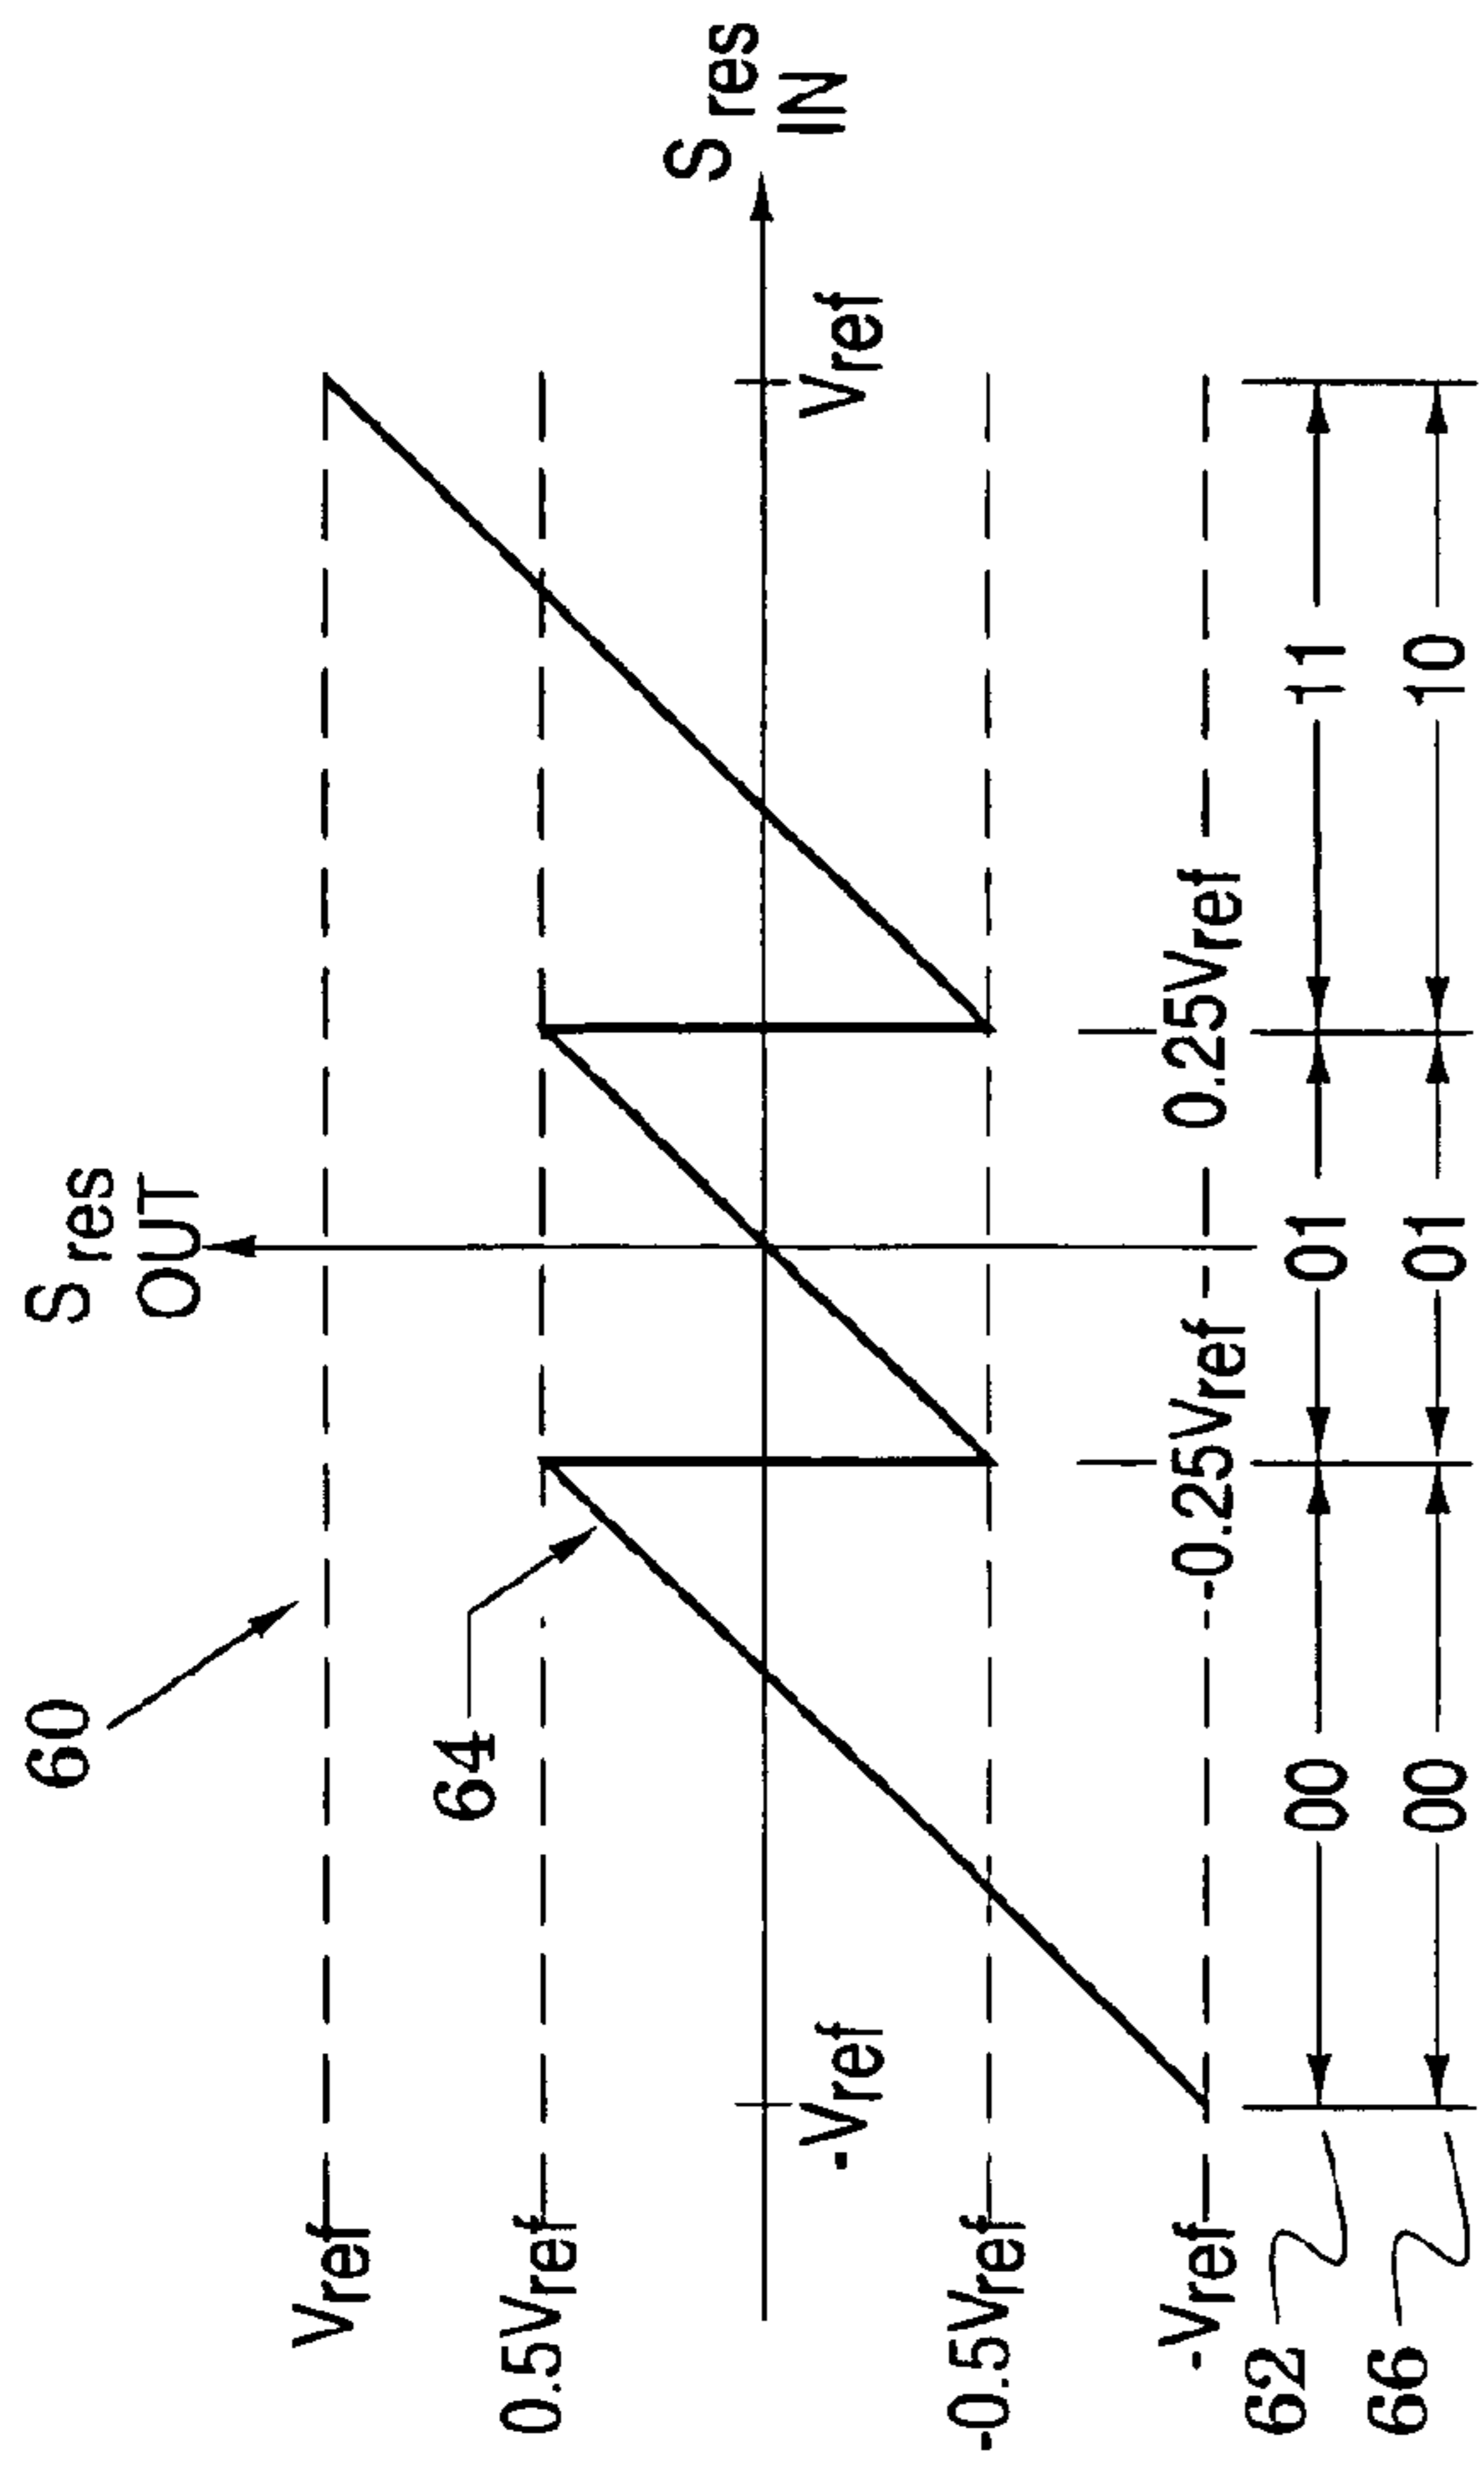 60
S res
OUT
Vref
0.5Vref
64
S res
IN
-Vref
Vref
-0.5Vref
-Vref
-0.25Vref
0.25Vref
62
00
01
11
66
00
01
10